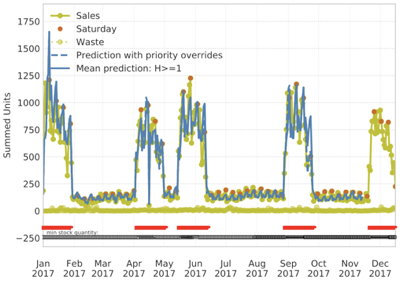 1750
1500
1250
1000
750
500
250
0
−250
Summed Units
Sales
Saturday
Waste
Prediction with priority overrides
Mean prediction: H>=1
min stock quantity:
Jan Feb Mar Apr May Jun Jul Aug Sep Oct Nov Dec
2017 2017 2017 2017 2017 2017 2017 2017 2017 2017 2017 2017